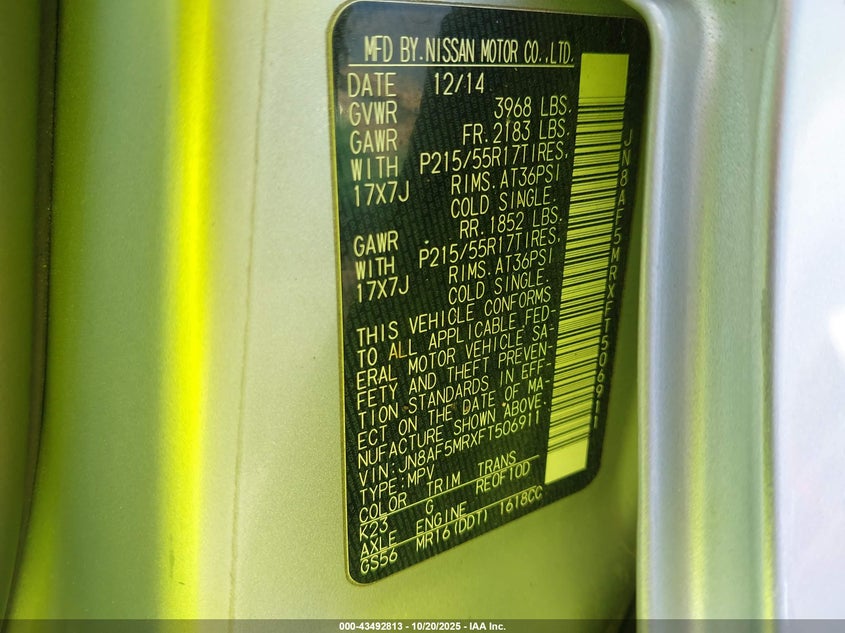 MFD BY. NISSAN MOTOR CO., LTD.
DATE 12/14
GVWR 3968 LBS.
GAWR FR. 2183 LBS.
WITH P215/55R17TIRES,
17X7J RIMS. AT36PSI
COLD SINGLE.
GAWR RR. 1852 LBS.
WITH P215/55R17TIRES,
17X7J RIMS. AT36PSI
COLD SINGLE.
THIS VEHICLE CONFORMS
TO ALL APPLICABLE FED-
ERAL MOTOR VEHICLE SA-
FETY AND THEFT PREVEN-
TION STANDARDS IN EFF-
ECT ON THE DATE OF MA-
NUFACTURE SHOWN ABOVE.
VIN: JN8AF5MRXFT506911
TYPE: MPV
COLOR TRIM TRANS
K23 G RE0F10D
AXLE ENGINE
GS56 MR16(DDT) 1618CC
JN8AF5MRXFT506911
000-43492813 - 10/20/2025 - IAA Inc.